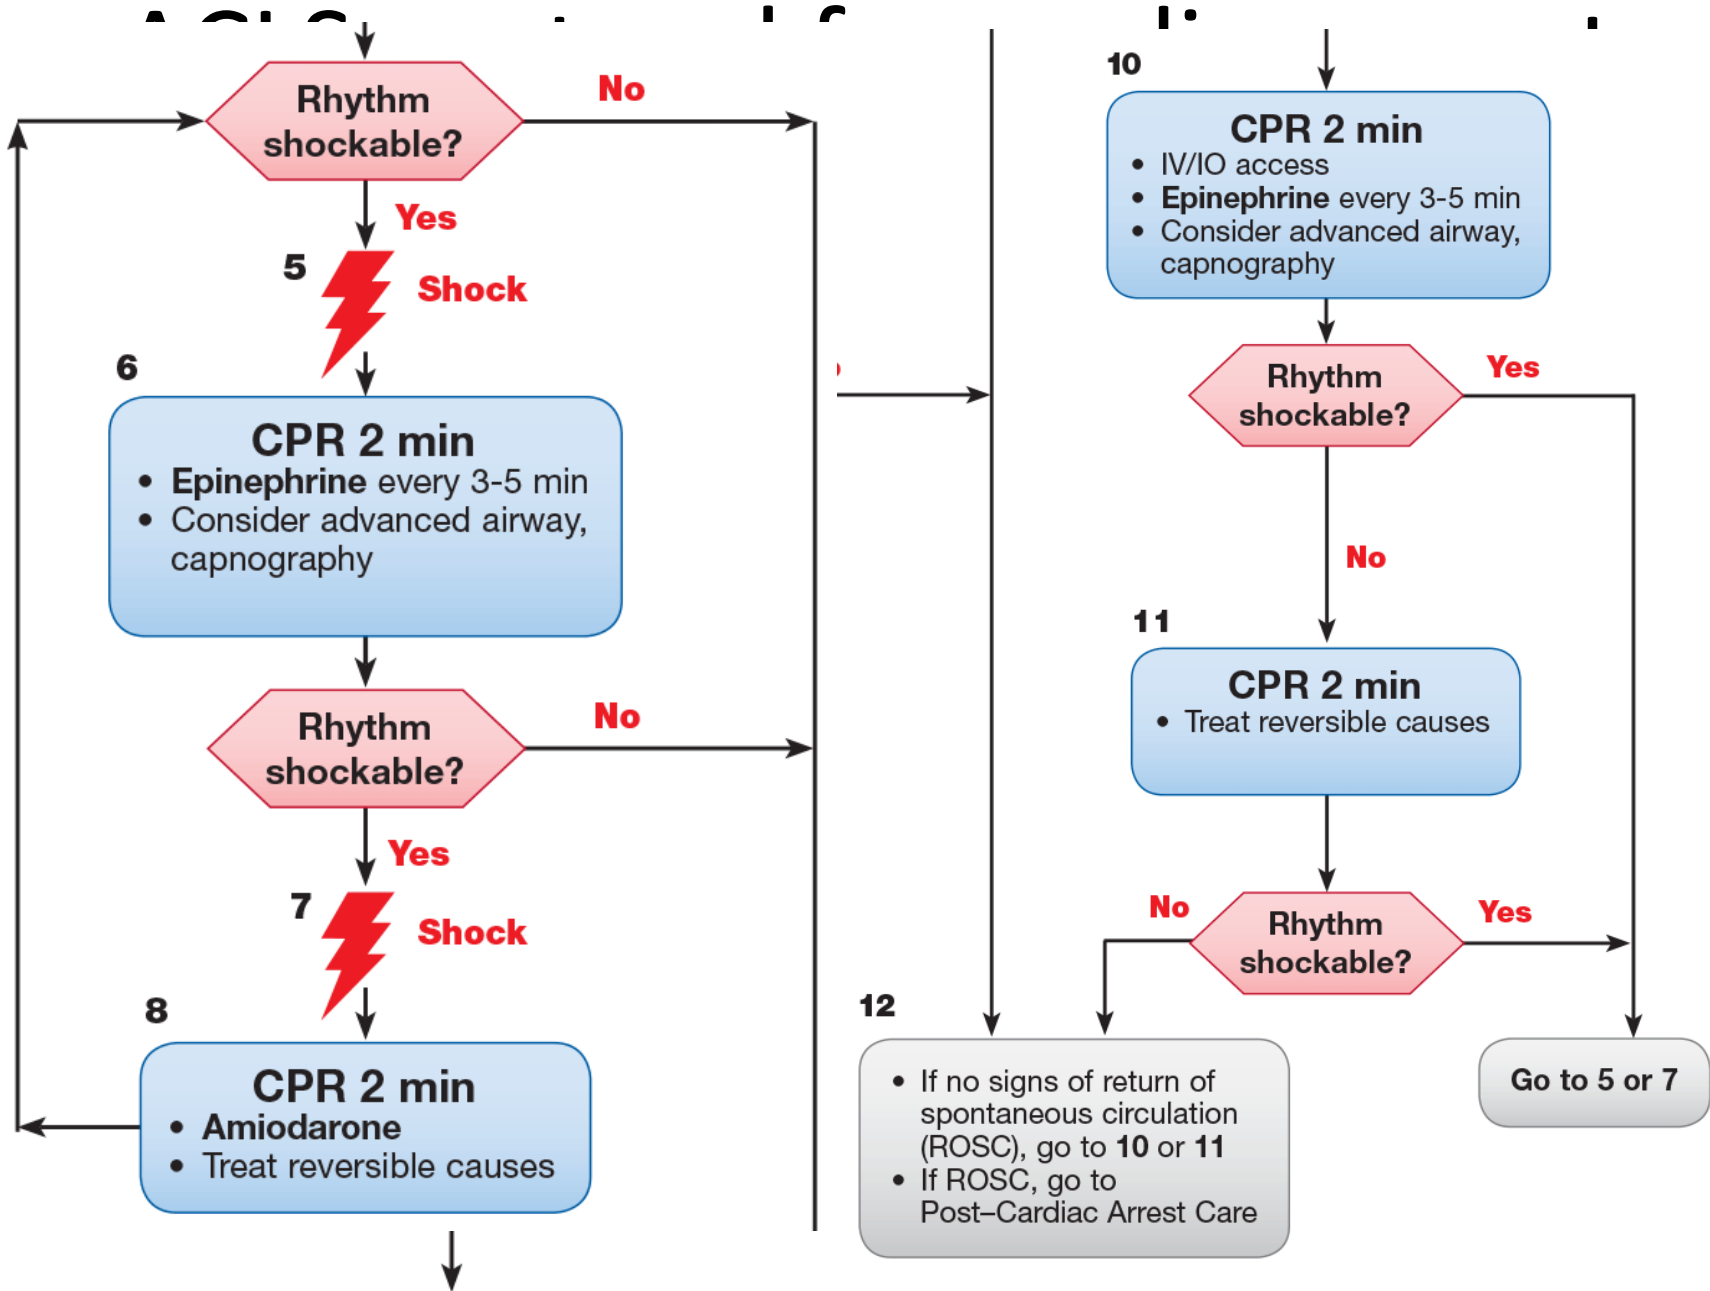 Rhythm
shockable?
No
Yes
5
Shock
6
CPR 2 min
• Epinephrine every 3-5 min
• Consider advanced airway,
capnography
Rhythm
shockable?
No
Yes
7
Shock
8
CPR 2 min
• Amiodarone
• Treat reversible causes
10
CPR 2 min
• IV/IO access
• Epinephrine every 3-5 min
• Consider advanced airway,
capnography
Rhythm
shockable?
Yes
No
11
CPR 2 min
• Treat reversible causes
Rhythm
shockable?
No
Yes
12
• If no signs of return of
spontaneous circulation
(ROSC), go to 10 or 11
• If ROSC, go to
Post–Cardiac Arrest Care
Go to 5 or 7